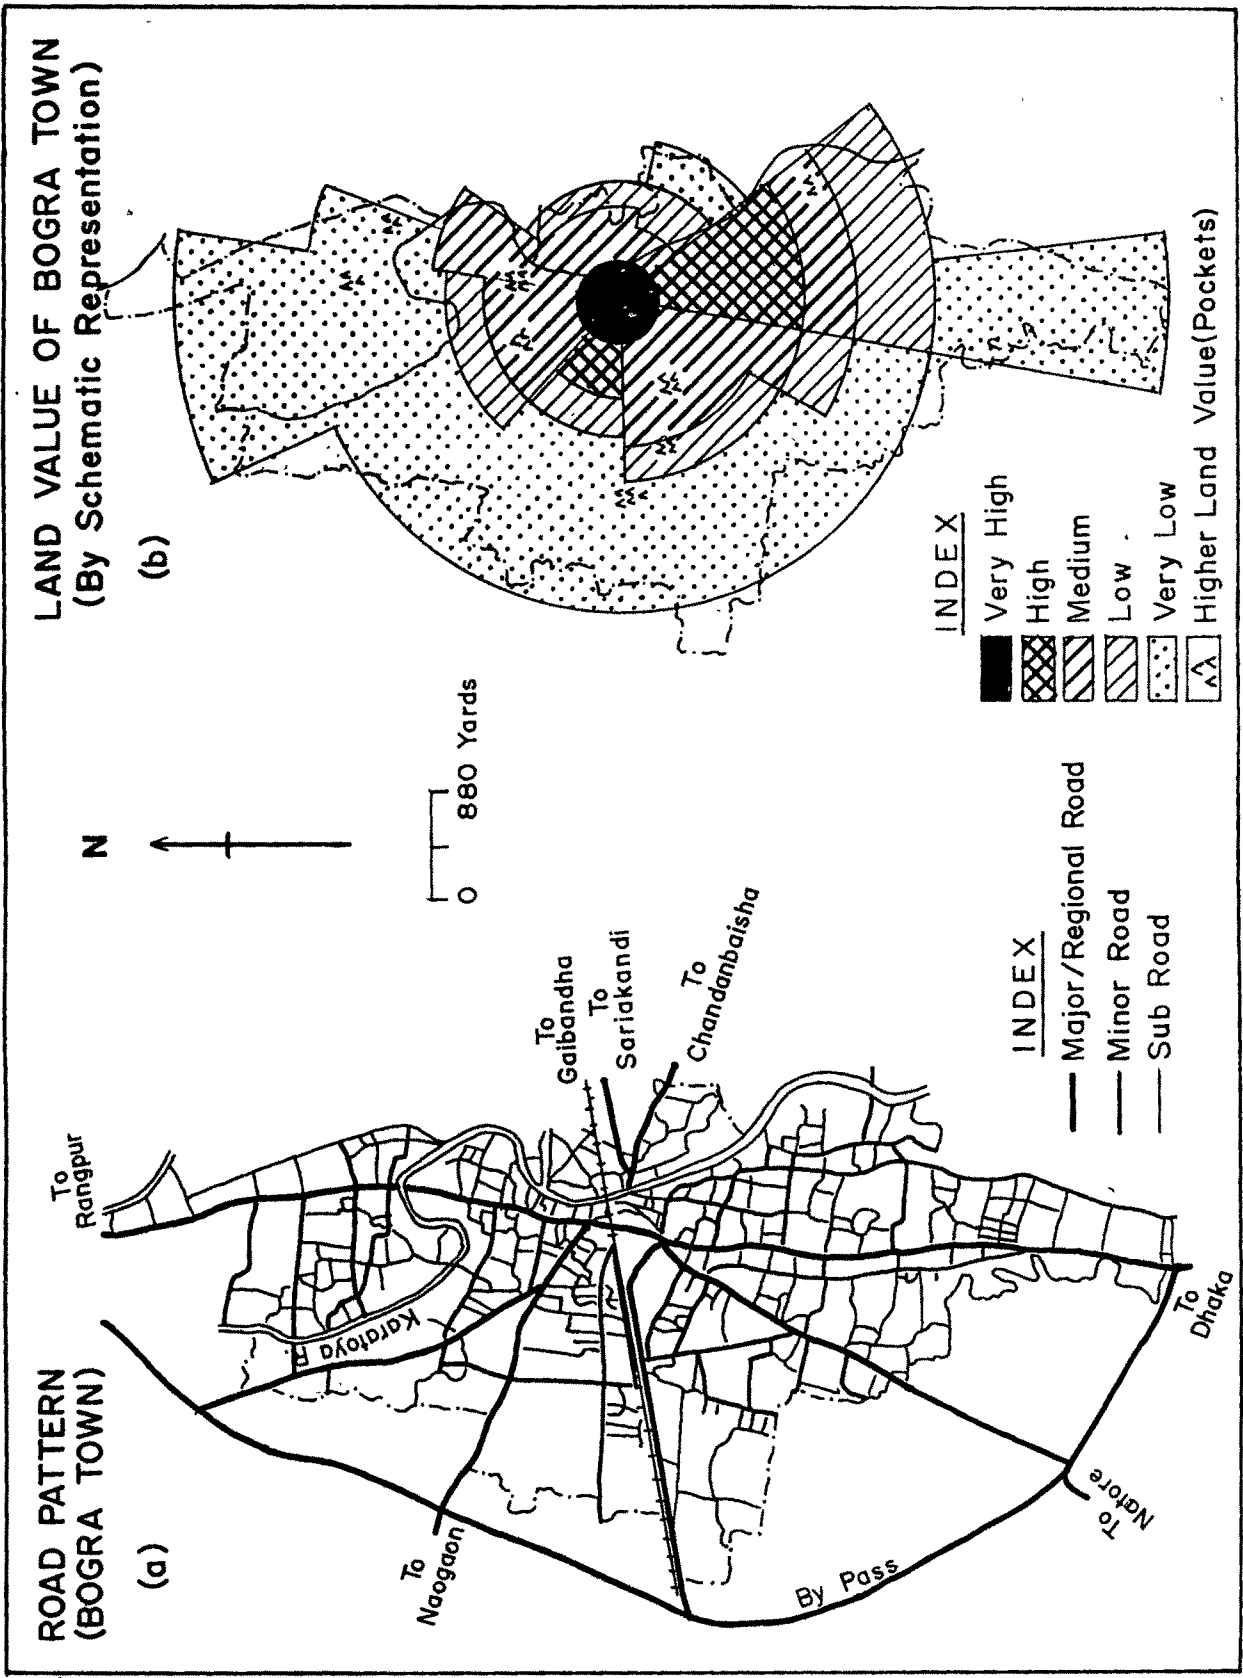 ROAD PATTERN
(BOGRA TOWN)
(a)
To
Rangpur
To
Gaibandha
To
Sariakandi
To
Chandanbaisha
Karatoya R.
To
Naogaon
By Pass
To
Natore
To
Dhaka
INDEX
Major/Regional Road
Minor Road
Sub Road
N
0 880 Yards
LAND VALUE OF BOGRA TOWN
(By Schematic Representation)
(b)
INDEX
Very High
High
Medium
Low
Very Low
Higher Land Value(Pockets)